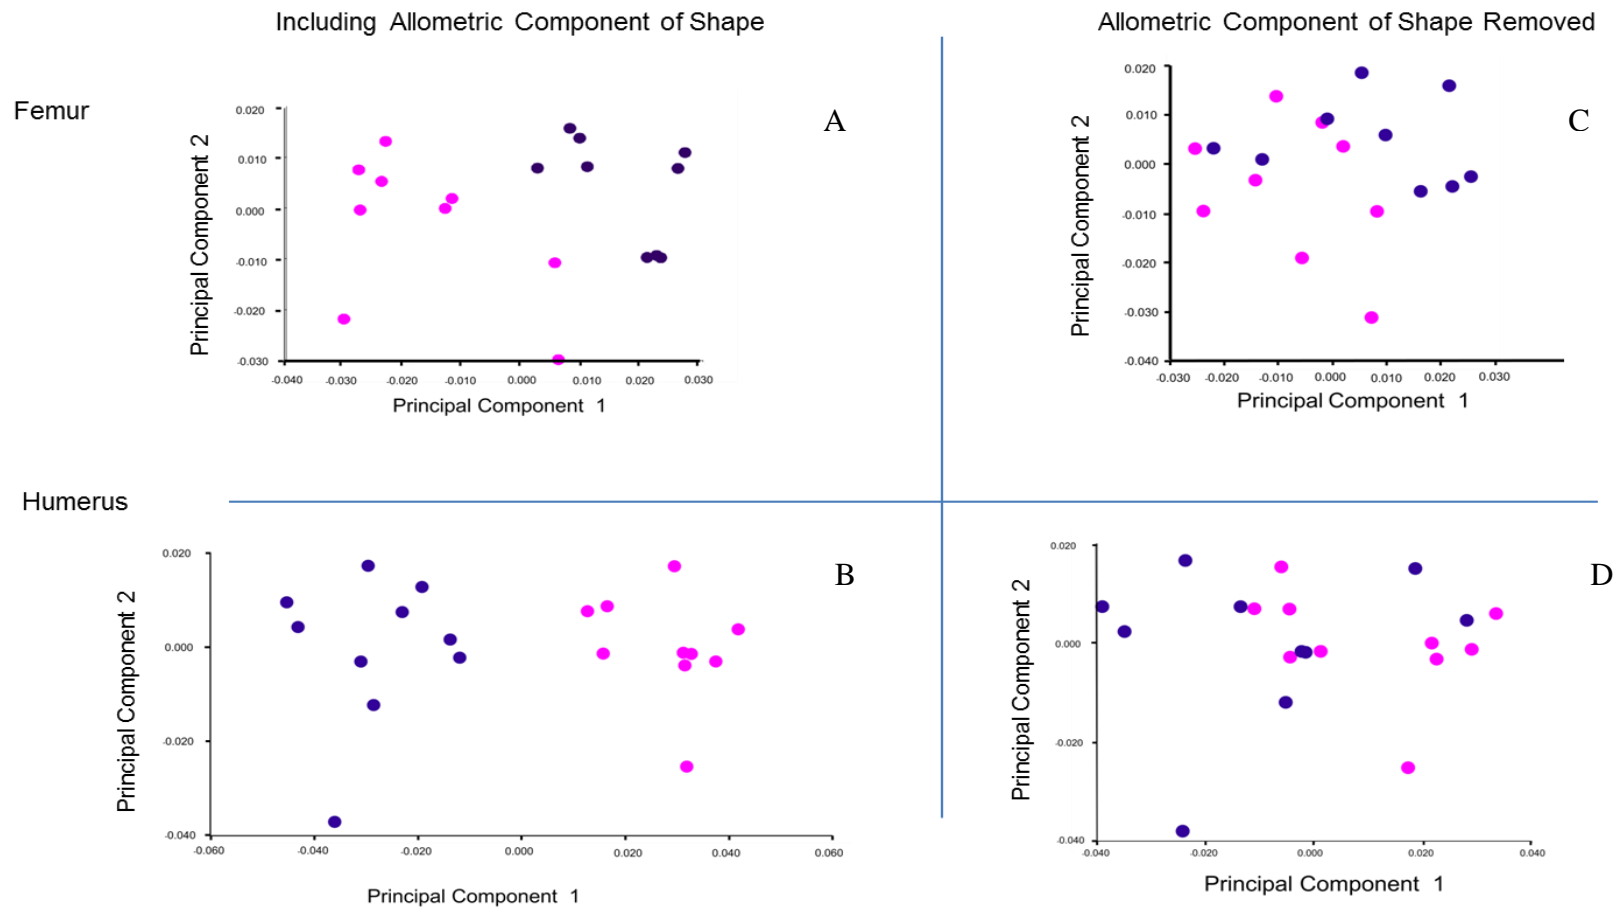 Including Allometric Component of Shape
Allometric Component of Shape Removed
Femur
A
Principal Component 2
0.020
0.010
0.000
-0.010
-0.020
-0.030
-0.040 -0.030 -0.020 -0.010 0.000 0.010 0.020 0.030
Principal Component 1
C
Principal Component 2
0.020
0.010
0.000
-0.010
-0.020
-0.030
-0.040
-0.030 -0.020 -0.010 0.000 0.010 0.020 0.030
Principal Component 1
Humerus
B
Principal Component 2
0.020
0.000
-0.020
-0.040
-0.060 -0.040 -0.020 0.000 0.020 0.040 0.060
Principal Component 1
D
Principal Component 2
0.020
0.000
-0.020
-0.040
-0.040 -0.020 0.000 0.020 0.040
Principal Component 1